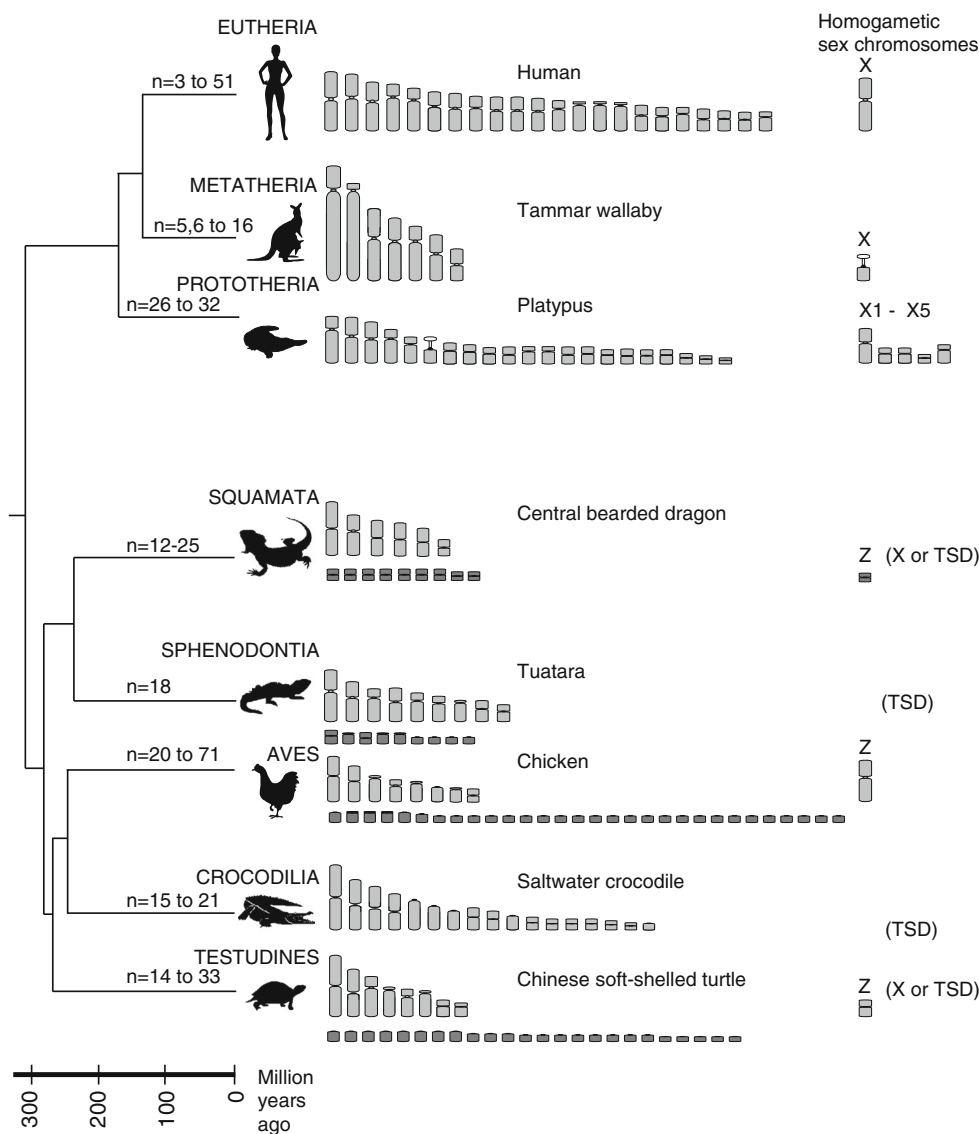 EUTHERIA
Homogametic
sex chromosomes
n=3 to 51
Human
X
METATHERIA
n=5,6 to 16
Tammar wallaby
X
PROTOTHERIA
n=26 to 32
Platypus
X1 - X5
SQUAMATA
n=12-25
Central bearded dragon
Z (X or TSD)
SPHENODONTIA
n=18
Tuatara
(TSD)
AVES
n=20 to 71
Chicken
Z
CROCODILIA
n=15 to 21
Saltwater crocodile
(TSD)
TESTUDINES
n=14 to 33
Chinese soft-shelled turtle
Z (X or TSD)
300
200
100
0
Million
years
ago